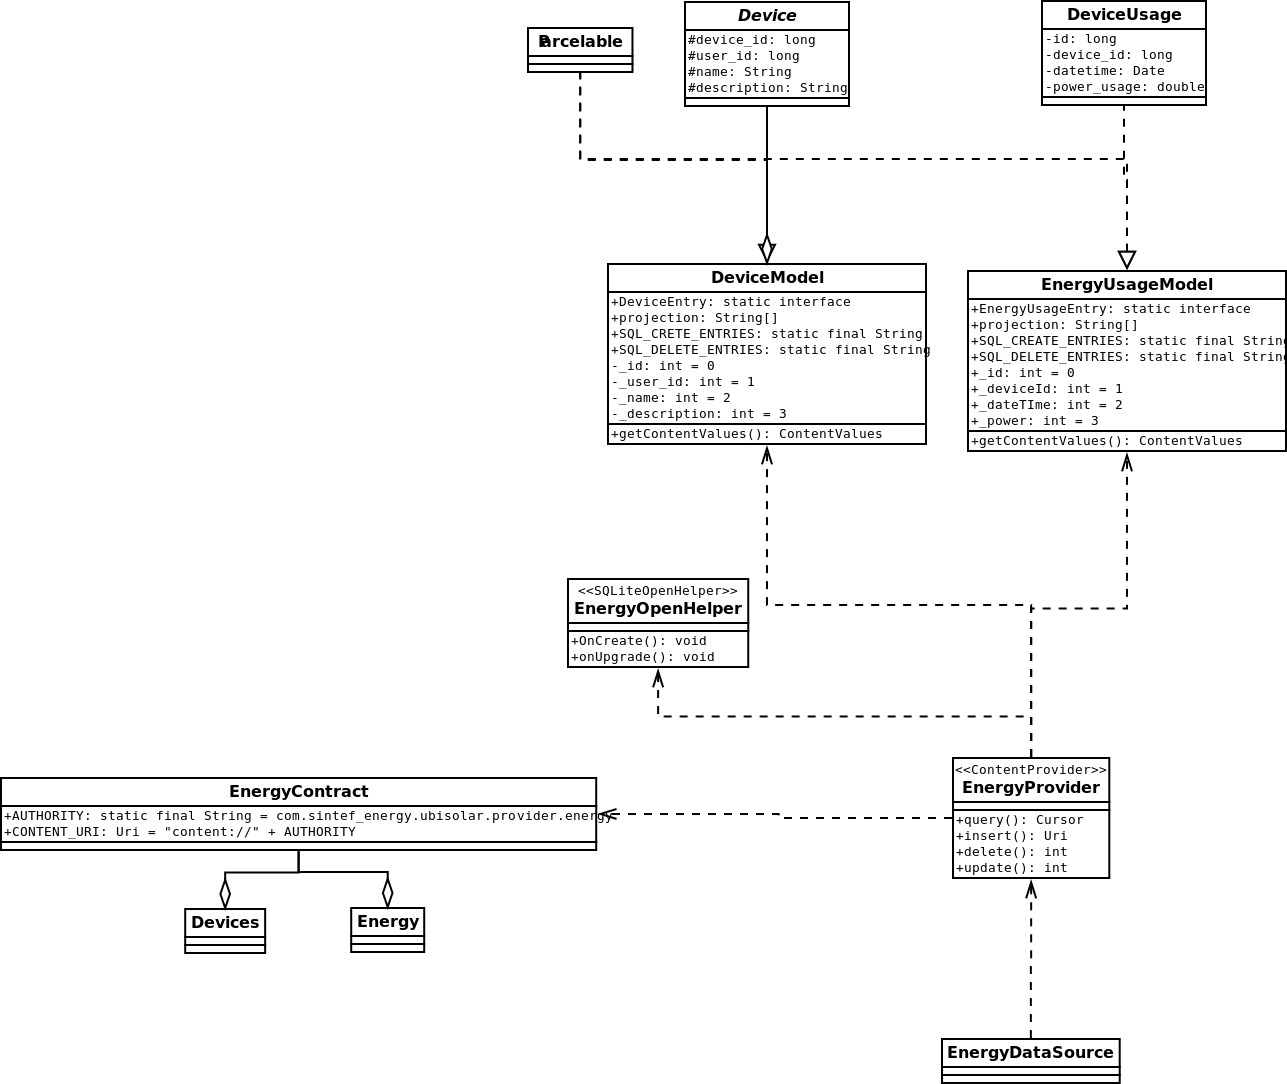 Parcelable
Device
#device_id: long
#user_id: long
#name: String
#description: String
DeviceUsage
-id: long
-device_id: long
-datetime: Date
-power_usage: double
DeviceModel
+DeviceEntry: static interface
+projection: String[]
+SQL_CRETE_ENTRIES: static final String
+SQL_DELETE_ENTRIES: static final String
-_id: int = 0
-_user_id: int = 1
-_name: int = 2
-_description: int = 3
+getContentValues(): ContentValues
EnergyUsageModel
+EnergyUsageEntry: static interface
+projection: String[]
+SQL_CREATE_ENTRIES: static final String
+SQL_DELETE_ENTRIES: static final String
+_id: int = 0
+_deviceId: int = 1
+_dateTIme: int = 2
+_power: int = 3
+getContentValues(): ContentValues
<<SQLiteOpenHelper>>
EnergyOpenHelper
+OnCreate(): void
+onUpgrade(): void
EnergyContract
+AUTHORITY: static final String = com.sintef_energy.ubisolar.provider.energy
+CONTENT_URI: Uri = "content://" + AUTHORITY
<<ContentProvider>>
EnergyProvider
+query(): Cursor
+insert(): Uri
+delete(): int
+update(): int
Devices
Energy
EnergyDataSource